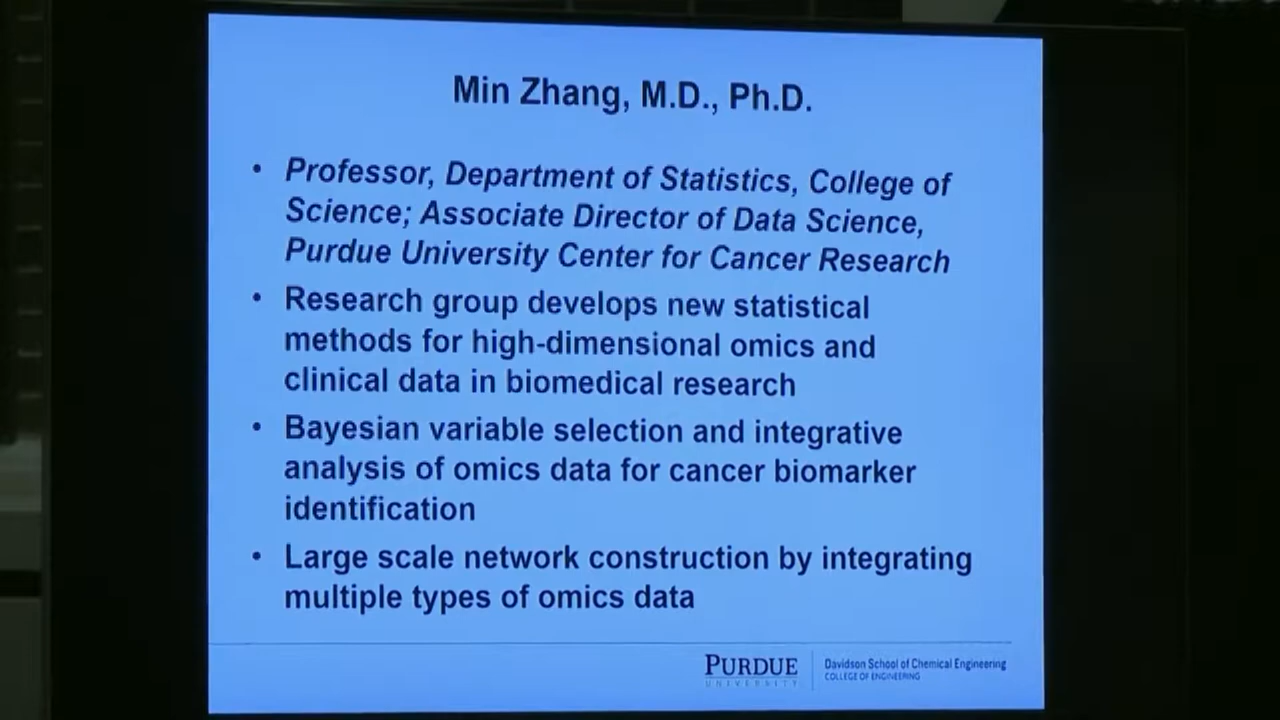 Min Zhang, M.D., Ph.D.
• Professor, Department of Statistics, College of
Science; Associate Director of Data Science,
Purdue University Center for Cancer Research
• Research group develops new statistical
methods for high-dimensional omics and
clinical data in biomedical research
• Bayesian variable selection and integrative
analysis of omics data for cancer biomarker
identification
• Large scale network construction by integrating
multiple types of omics data
PURDUE
UNIVERSITY
Davidson School of Chemical Engineering
COLLEGE OF ENGINEERING